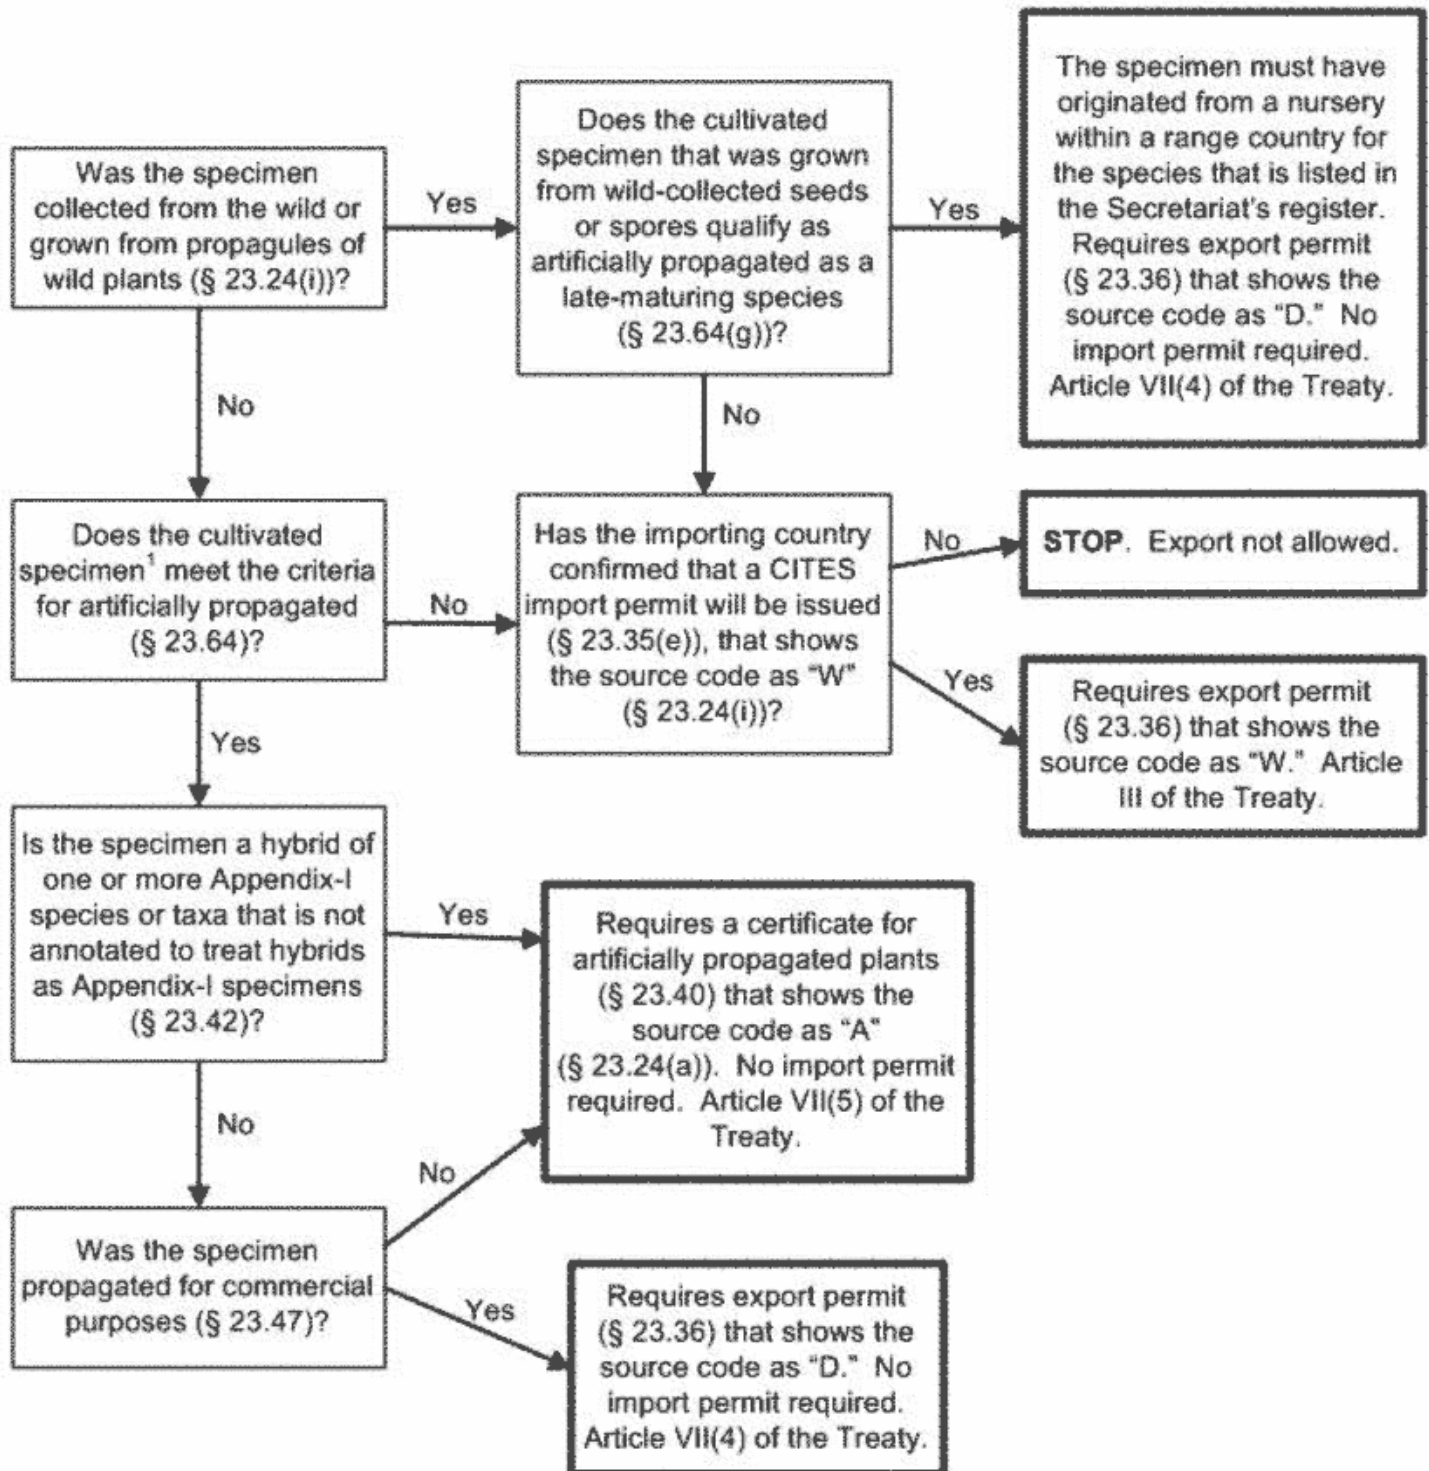 Was the specimen
collected from the wild or
grown from propagules of
wild plants (§ 23.24(i))?
Yes
Does the cultivated
specimen that was grown
from wild-collected seeds
or spores qualify as
artificially propagated as a
late-maturing species
(§ 23.64(g))?
Yes
The specimen must have
originated from a nursery
within a range country for
the species that is listed in
the Secretariat's register.
Requires export permit
(§ 23.36) that shows the
source code as “D.” No
import permit required.
Article VII(4) of the Treaty.
No
No
Does the cultivated
specimen¹ meet the criteria
for artificially propagated
(§ 23.64)?
No
Has the importing country
confirmed that a CITES
import permit will be issued
(§ 23.35(e)), that shows
the source code as “W”
(§ 23.24(i))?
No
STOP. Export not allowed.
Yes
Requires export permit
(§ 23.36) that shows the
source code as “W.” Article
III of the Treaty.
Yes
Is the specimen a hybrid of
one or more Appendix-I
species or taxa that is not
annotated to treat hybrids
as Appendix-I specimens
(§ 23.42)?
Yes
Requires a certificate for
artificially propagated plants
(§ 23.40) that shows the
source code as “A”
(§ 23.24(a)). No import permit
required. Article VII(5) of the
Treaty.
No
No
Was the specimen
propagated for commercial
purposes (§ 23.47)?
Yes
Requires export permit
(§ 23.36) that shows the
source code as “D.” No
import permit required.
Article VII(4) of the Treaty.